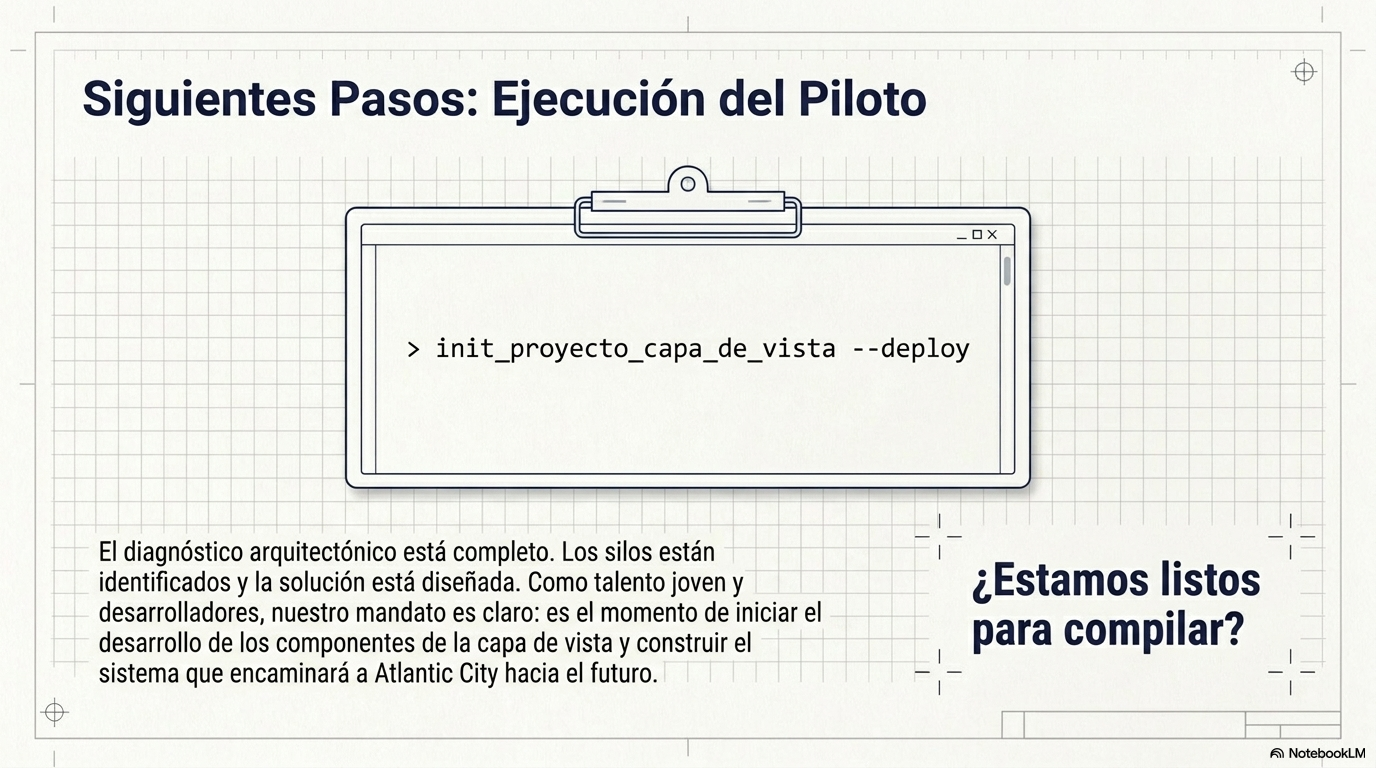 Siguientes Pasos: Ejecución del Piloto
> init_proyecto_capa_de_vista --deploy
El diagnóstico arquitectónico está completo. Los silos están
identificados y la solución está diseñada. Como talento joven y
desarrolladores, nuestro mandato es claro: es el momento de iniciar el
desarrollo de los componentes de la capa de vista y construir el
sistema que encaminará a Atlantic City hacia el futuro.
¿Estamos listos
para compilar?
NotebookLM